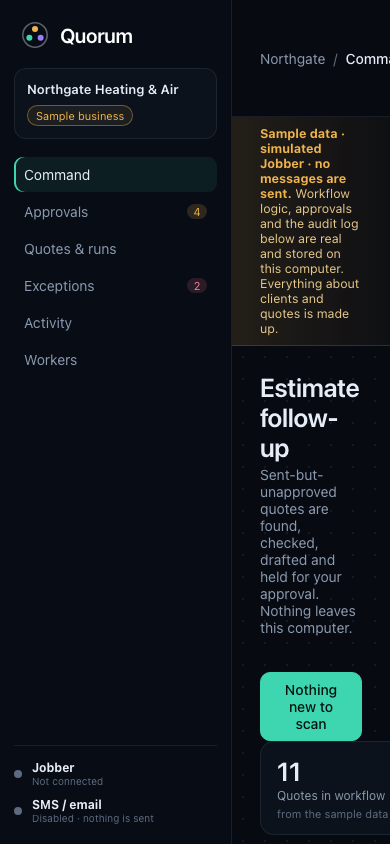 Quorum
Northgate Heating & Air
Sample business
Command
Approvals 4
Quotes & runs
Exceptions 2
Activity
Workers
Jobber
Not connected
SMS / email
Disabled · nothing is sent
Northgate / Comma
Sample data ·
simulated
Jobber · no
messages are
sent. Workflow
logic, approvals
and the audit log
below are real
and stored on
this computer.
Everything about
clients and
quotes is made
up.
Estimate
follow-
up
Sent-but-
unapproved
quotes are
found,
checked,
drafted and
held for your
approval.
Nothing leaves
this computer.
Nothing
new to
scan
11
Quotes in workflow
from the sample data